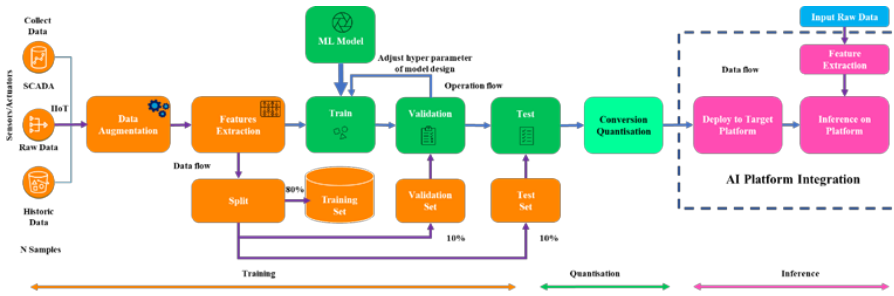 Collect
Data
SCADA
Sensors/Actuators
IIoT
Raw Data
Historic
Data
N Samples
Data
Augmentation
Features
Extraction
Data flow
Split
80%
Training
Set
ML Model
Adjust hyper parameter
of model design
Operation flow
Train
Validation
Test
Validation
Set
Test
Set
10%
10%
Conversion
Quantisation
Input Raw Data
Feature
Extraction
Data flow
Deploy to Target
Platform
Inference on
Platform
AI Platform Integration
Training
Quantisation
Inference